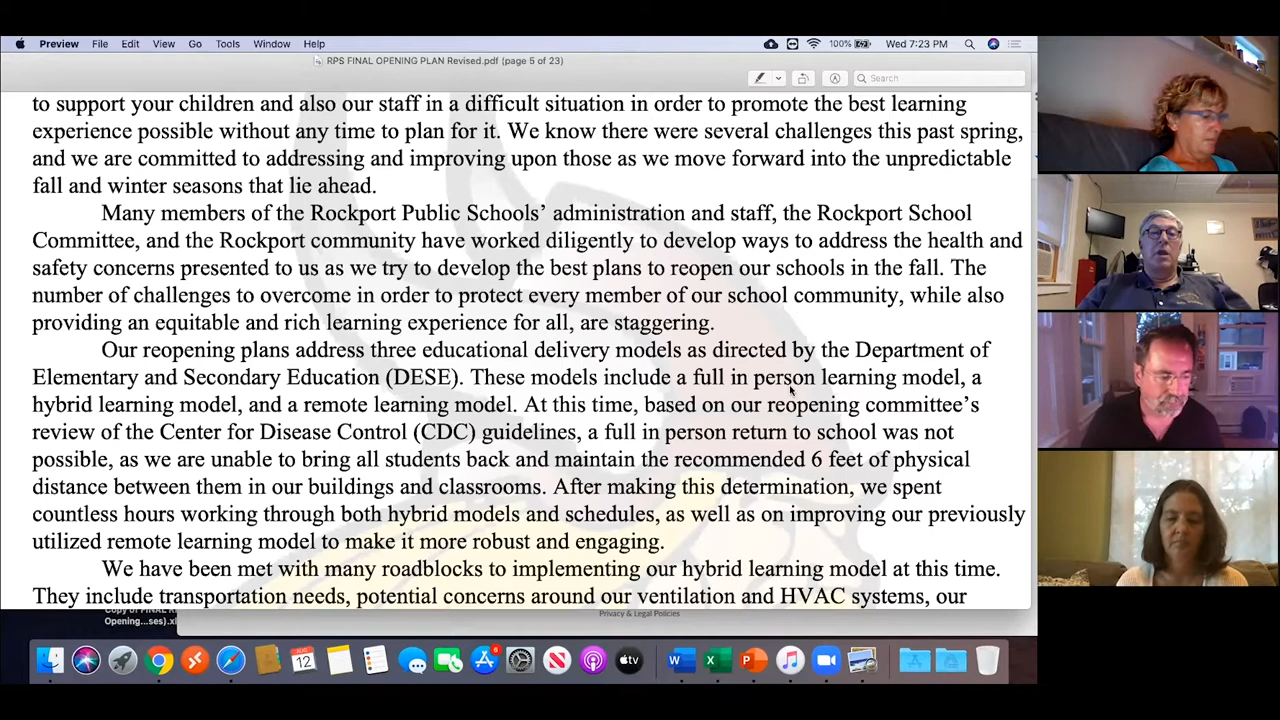 Preview File Edit View Go Tools Window Help 100% Wed 7:23 PM
RPS FINAL OPENING PLAN Revised.pdf (page 5 of 23)
Search
to support your children and also our staff in a difficult situation in order to promote the best learning
experience possible without any time to plan for it. We know there were several challenges this past spring,
and we are committed to addressing and improving upon those as we move forward into the unpredictable
fall and winter seasons that lie ahead.
Many members of the Rockport Public Schools’ administration and staff, the Rockport School
Committee, and the Rockport community have worked diligently to develop ways to address the health and
safety concerns presented to us as we try to develop the best plans to reopen our schools in the fall. The
number of challenges to overcome in order to protect every member of our school community, while also
providing an equitable and rich learning experience for all, are staggering.
Our reopening plans address three educational delivery models as directed by the Department of
Elementary and Secondary Education (DESE). These models include a full in person learning model, a
hybrid learning model, and a remote learning model. At this time, based on our reopening committee’s
review of the Center for Disease Control (CDC) guidelines, a full in person return to school was not
possible, as we are unable to bring all students back and maintain the recommended 6 feet of physical
distance between them in our buildings and classrooms. After making this determination, we spent
countless hours working through both hybrid models and schedules, as well as on improving our previously
utilized remote learning model to make it more robust and engaging.
We have been met with many roadblocks to implementing our hybrid learning model at this time.
They include transportation needs, potential concerns around our ventilation and HVAC systems, our
Privacy & Legal Policies
Opening...ses).xl
AUG
12
6
tv